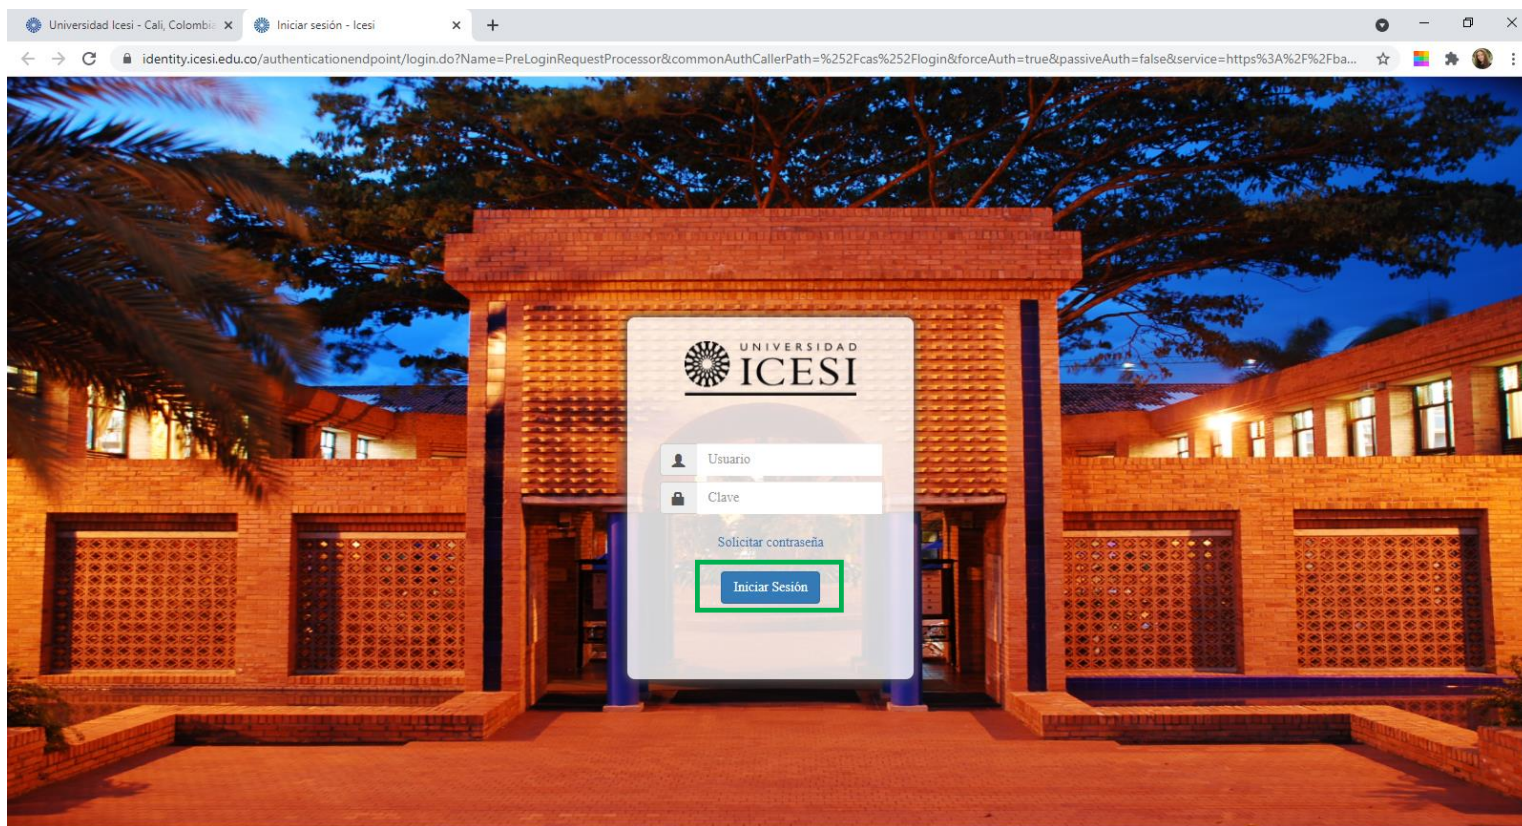 Universidad Icesi - Cali, Colombia
Iniciar sesión - Icesi
identity.icesi.edu.co/authenticationendpoint/login.do?Name=PreLoginRequestProcessor&commonAuthCallerPath=%252Fcas%252Flogin&forceAuth=true&passiveAuth=false&service=https%3A%2F%2Fba...
UNIVERSIDAD
ICESI
Usuario
Clave
Solicitar contraseña
Iniciar Sesión